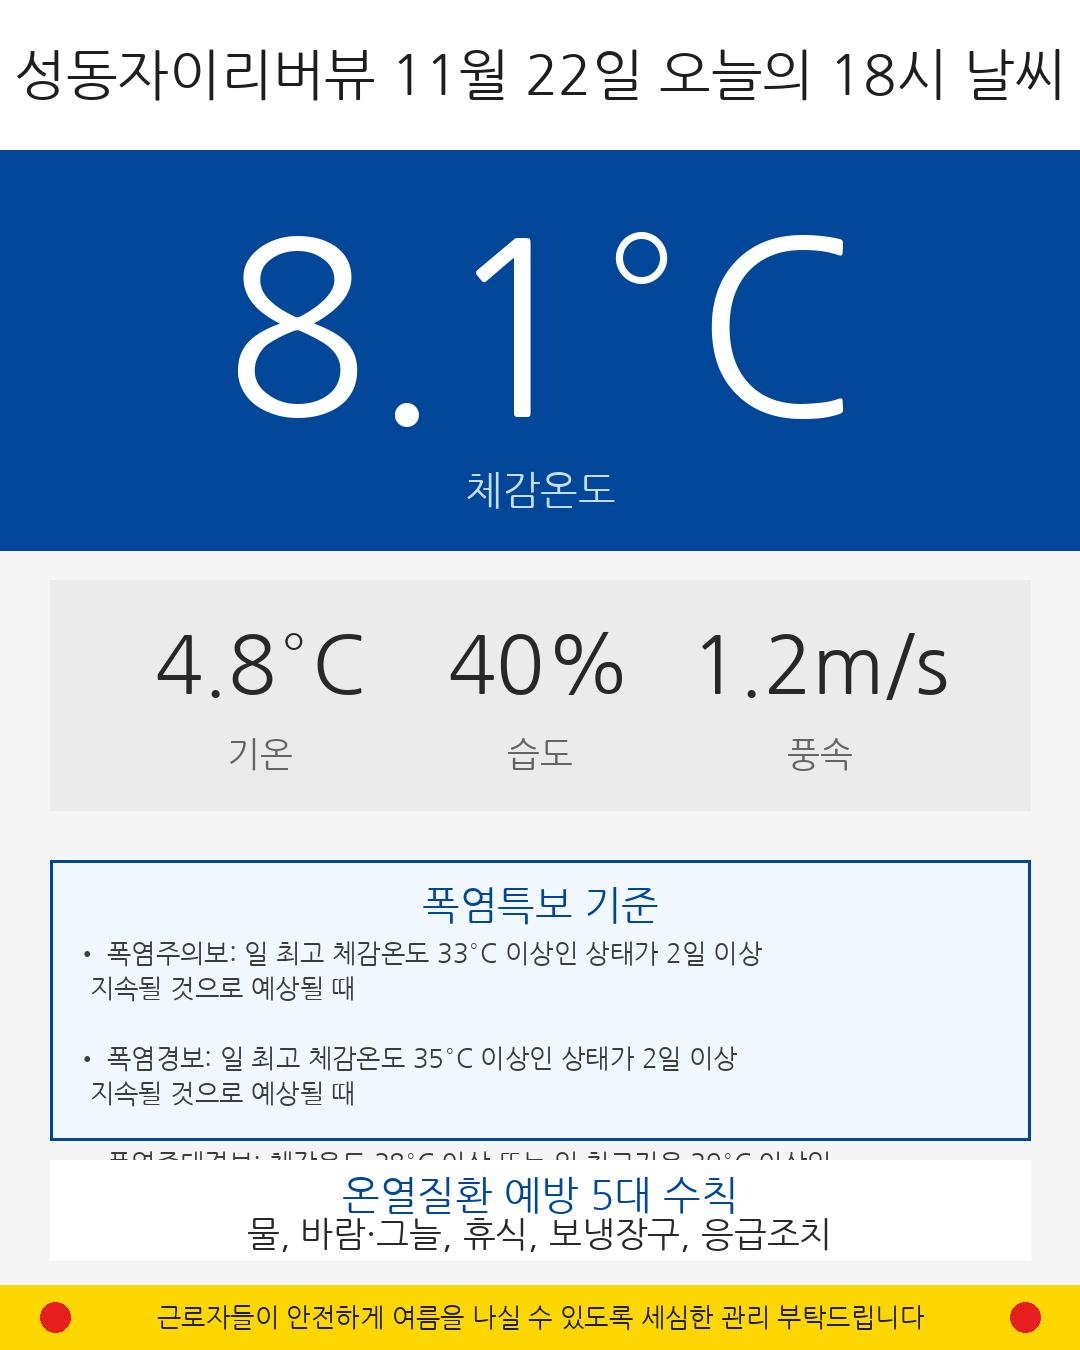 성동자이리버뷰 11월 22일 오늘의 18시 날씨
8.1°C
체감온도
4.8°C 40% 1.2m/s
기온 습도 풍속
폭염특보 기준
• 폭염주의보: 일 최고 체감온도 33°C 이상인 상태가 2일 이상
지속될 것으로 예상될 때
• 폭염경보: 일 최고 체감온도 35°C 이상인 상태가 2일 이상
지속될 것으로 예상될 때
온열질환 예방 5대 수칙
물, 바람·그늘, 휴식, 보냉장구, 응급조치
근로자들이 안전하게 여름을 나실 수 있도록 세심한 관리 부탁드립니다